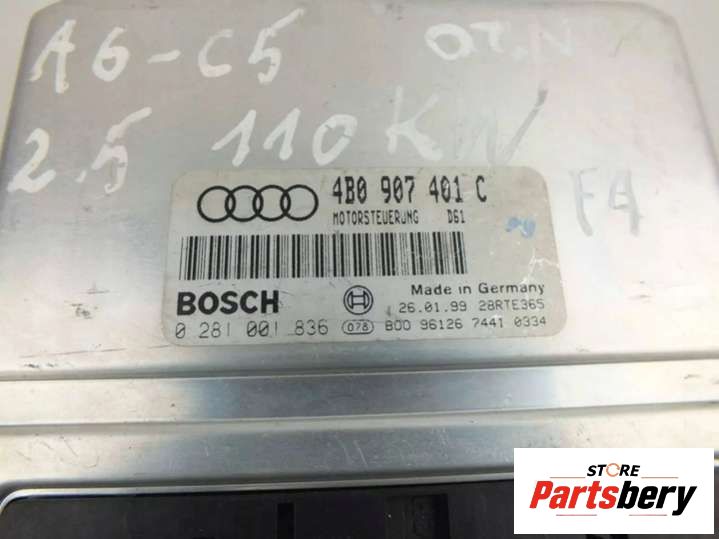 A6-C5
2.5 110KW
F4
4B0 907 401 C
MOTORSTEUERUNG D61
Made in Germany
BOSCH
26.01.99 28RTE365
0 281 001 836 078 800 96126 7441 0334
STORE
Partsbery